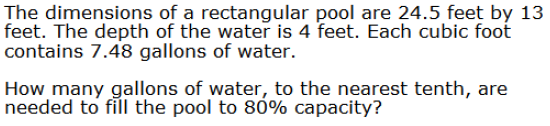 The dimensions of a rectangular pool are 24.5 feet by 13
feet. The depth of the water is 4 feet. Each cubic foot
contains 7.48 gallons of water.
How many gallons of water, to the nearest tenth, are
needed to fill the pool to 80% capacity?